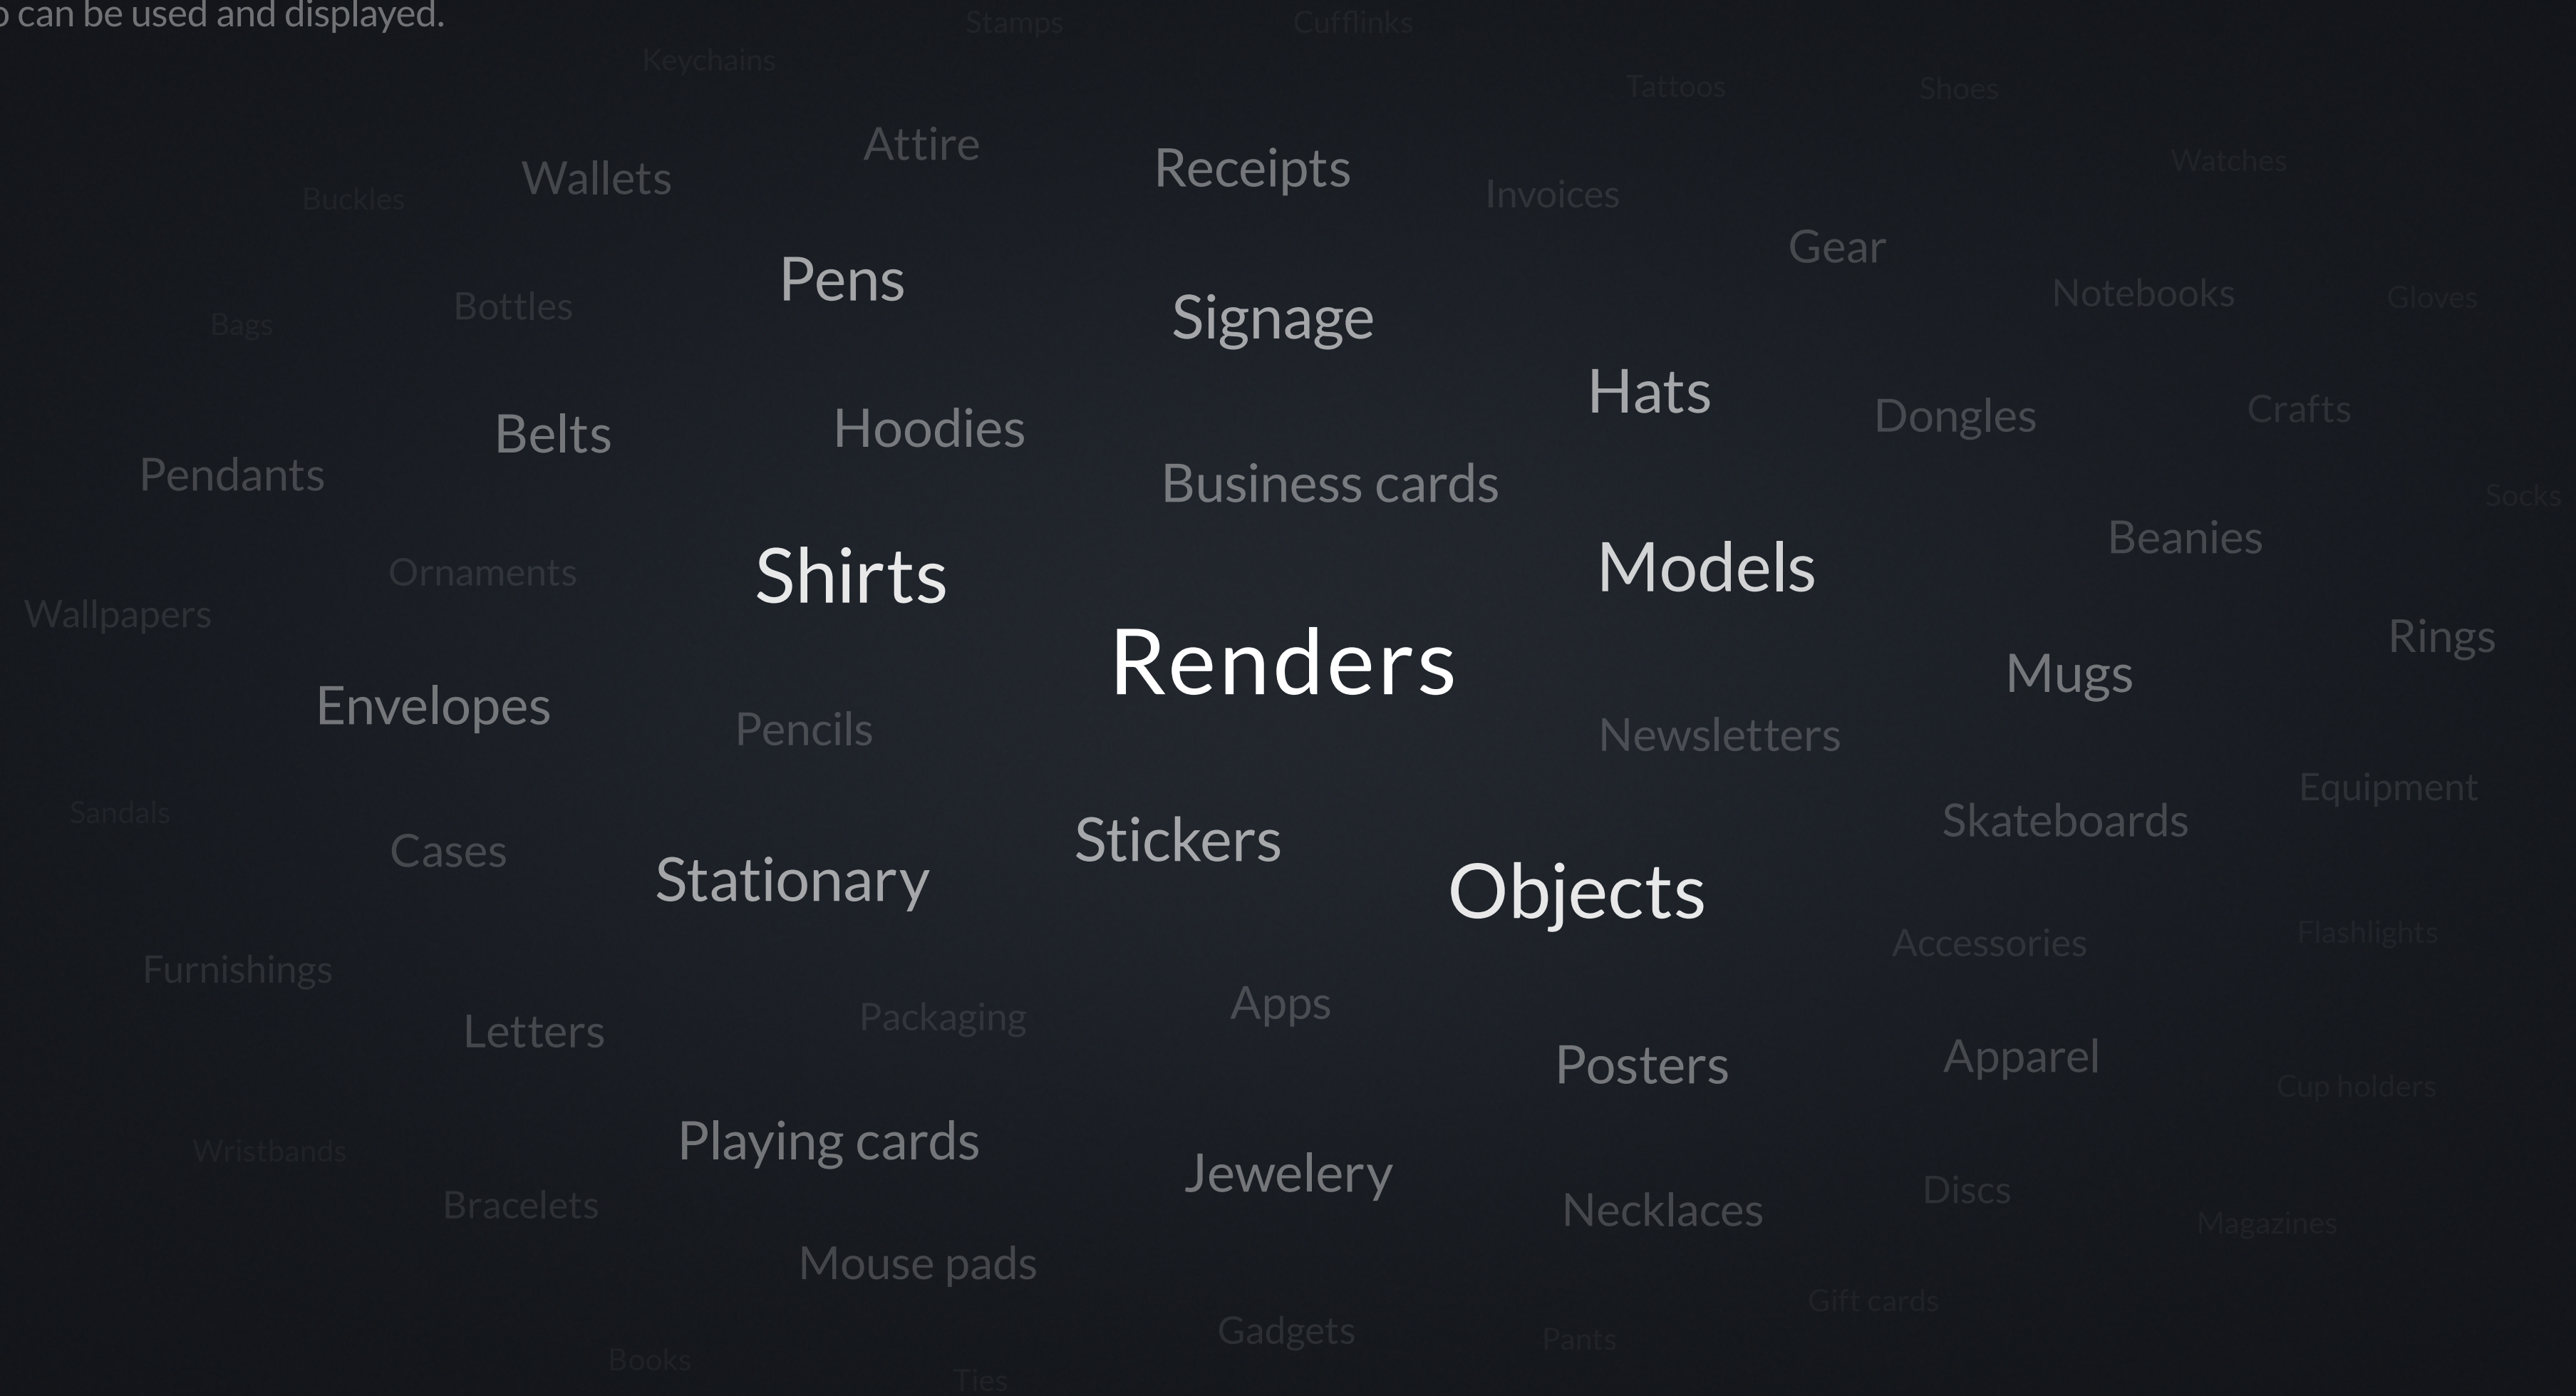 can be used and displayed.
Stamps
Cufflinks
Keychains
Tattoos
Shoes
Attire
Receipts
Watches
Wallets
Buckles
Invoices
Gear
Pens
Notebooks
Gloves
Bottles
Signage
Bags
Hats
Crafts
Dongles
Belts
Hoodies
Pendants
Business cards
Socks
Beanies
Models
Shirts
Ornaments
Wallpapers
Rings
Renders
Mugs
Envelopes
Pencils
Newsletters
Equipment
Sandals
Skateboards
Stickers
Cases
Stationary
Objects
Flashlights
Accessories
Furnishings
Apps
Packaging
Letters
Apparel
Posters
Cup holders
Playing cards
Wristbands
Jewelery
Discs
Bracelets
Necklaces
Magazines
Mouse pads
Gift cards
Gadgets
Pants
Books
Ties